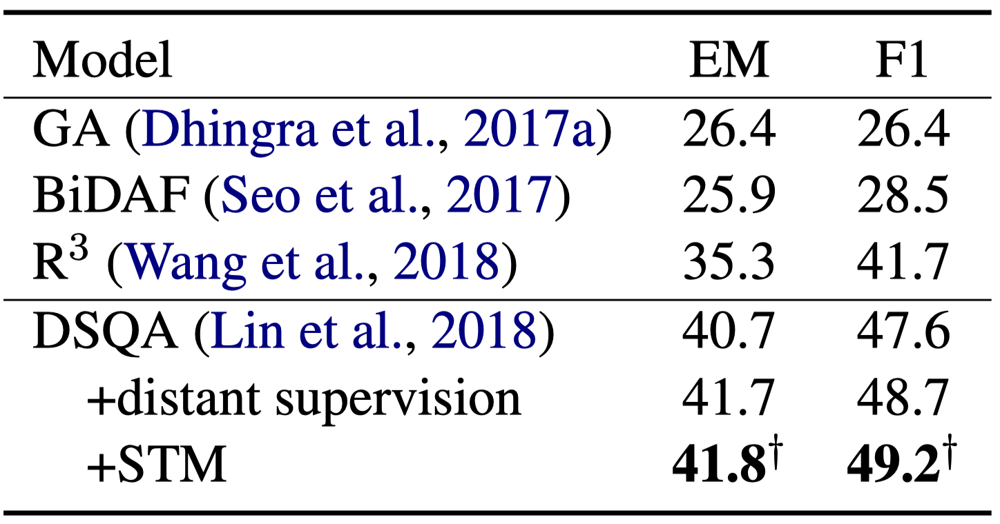 Model EM F1
GA (Dhingra et al., 2017a) 26.4 26.4
BiDAF (Seo et al., 2017) 25.9 28.5
R³ (Wang et al., 2018) 35.3 41.7
DSQA (Lin et al., 2018) 40.7 47.6
+distant supervision 41.7 48.7
+STM 41.8† 49.2†